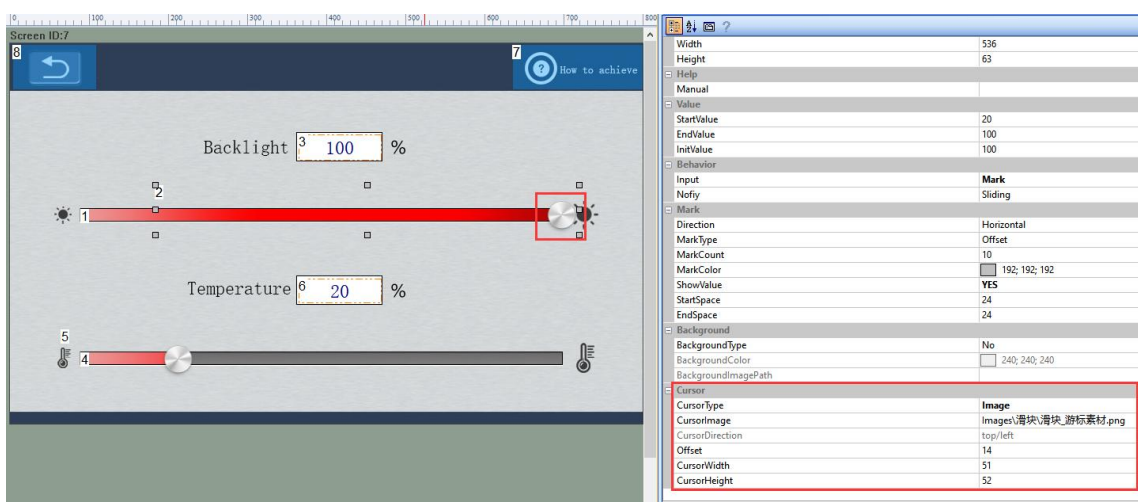 0 100 200 300 400 500 600 700 800
Screen ID:7
8
7
? How to achieve
Backlight 3 100 %
2
1
Temperature 6 20 %
5
4
?
Width 536
Height 63
Help
Manual
Value
StartValue 20
EndValue 100
InitValue 100
Behavior
Input Mark
Nofiy Sliding
Mark
Direction Horizontal
MarkType Offset
MarkCount 10
MarkColor 192; 192; 192
ShowValue YES
StartSpace 24
EndSpace 24
Background
BackgroundType No
BackgroundColor 240; 240; 240
BackgroundImagePath
Cursor
CursorType Image
CursorImage Images\滑块\滑块_游标素材.png
CursorDirection top/left
Offset 14
CursorWidth 51
CursorHeight 52